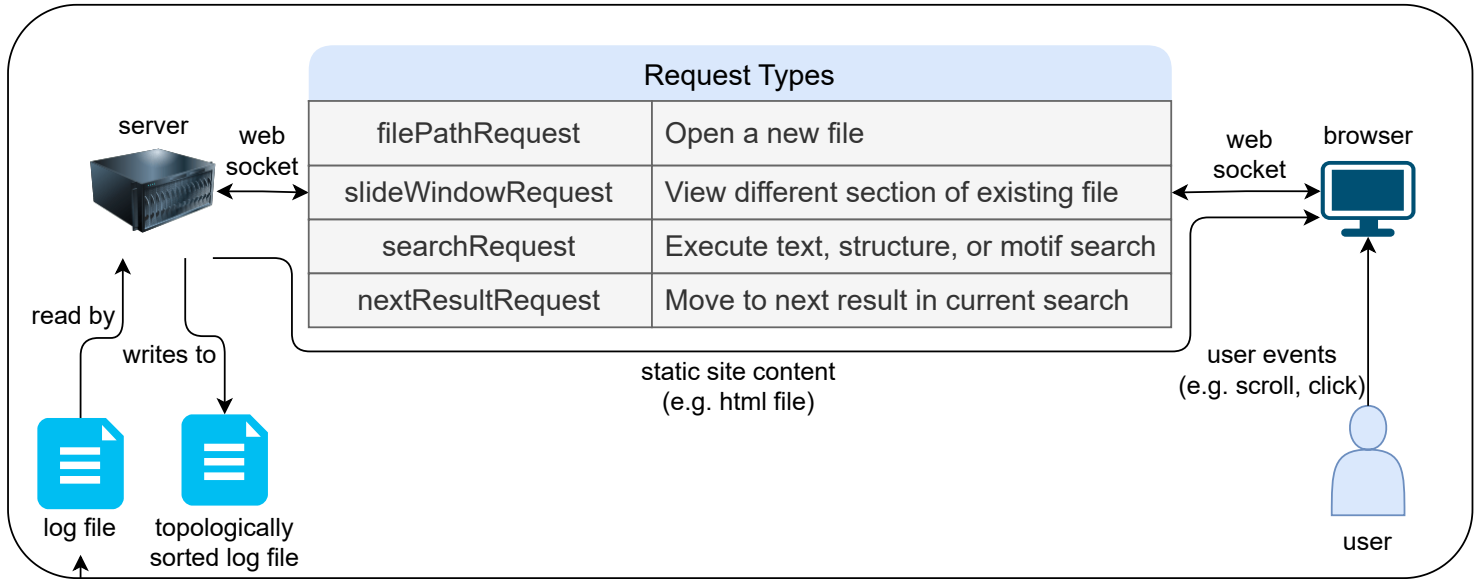 Request Types
server
web
socket
filePathRequest
Open a new file
slideWindowRequest
View different section of existing file
searchRequest
Execute text, structure, or motif search
nextResultRequest
Move to next result in current search
web
socket
browser
read by
writes to
static site content
(e.g. html file)
user events
(e.g. scroll, click)
log file
topologically
sorted log file
user